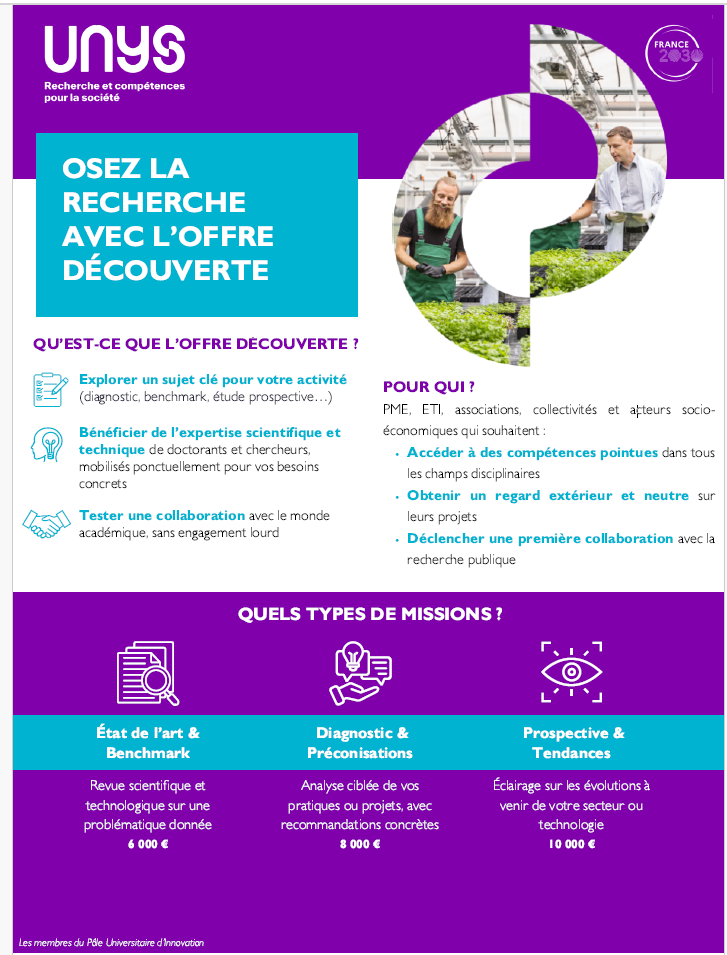 unys
Recherche et compétences
pour la société
FRANCE
2030
OSEZ LA
RECHERCHE
AVEC L'OFFRE
DÉCOUVERTE
QU'EST-CE QUE L'OFFRE DÉCOUVERTE ?
Explorer un sujet clé pour votre activité
(diagnostic, benchmark, étude prospective…)
Bénéficier de l'expertise scientifique et
technique de doctorants et chercheurs,
mobilisés ponctuellement pour vos besoins
concrets
Tester une collaboration avec le monde
académique, sans engagement lourd
POUR QUI ?
PME, ETI, associations, collectivités et acteurs socio-
économiques qui souhaitent :
• Accéder à des compétences pointues dans tous
les champs disciplinaires
• Obtenir un regard extérieur et neutre sur
leurs projets
• Déclencher une première collaboration avec la
recherche publique
QUELS TYPES DE MISSIONS ?
État de l'art &
Benchmark
Revue scientifique et
technologique sur une
problématique donnée
6 000 €
Diagnostic &
Préconisations
Analyse ciblée de vos
pratiques ou projets, avec
recommandations concrètes
8 000 €
Prospective &
Tendances
Éclairage sur les évolutions à
venir de votre secteur ou
technologie
10 000 €
Les membres du Pôle Universitaire d'Innovation